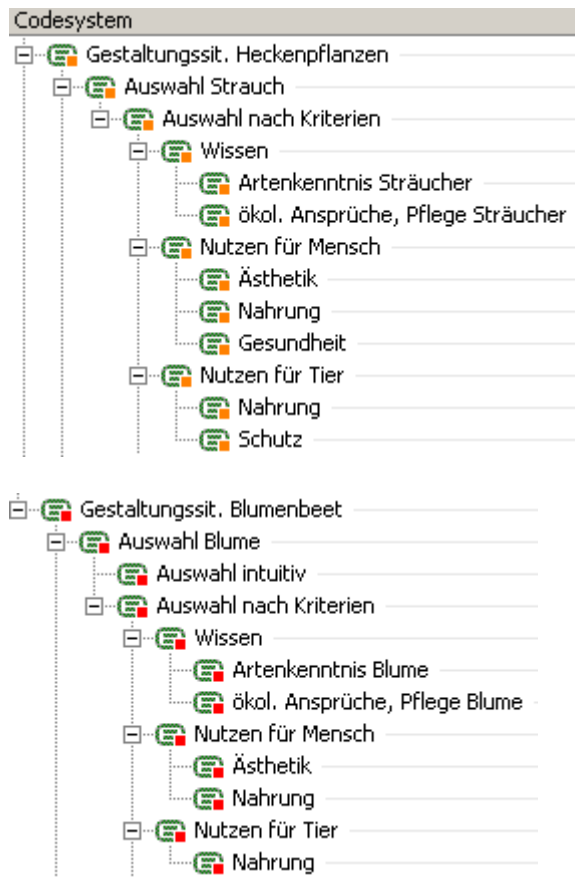 Codesystem
Gestaltungssit. Heckenpflanzen
Auswahl Strauch
Auswahl nach Kriterien
Wissen
Artenkenntnis Sträucher
ökol. Ansprüche, Pflege Sträucher
Nutzen für Mensch
Ästhetik
Nahrung
Gesundheit
Nutzen für Tier
Nahrung
Schutz
Gestaltungssit. Blumenbeet
Auswahl Blume
Auswahl intuitiv
Auswahl nach Kriterien
Wissen
Artenkenntnis Blume
ökol. Ansprüche, Pflege Blume
Nutzen für Mensch
Ästhetik
Nahrung
Nutzen für Tier
Nahrung